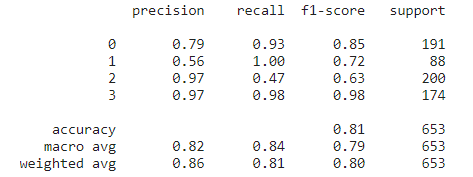 precision recall f1-score support
0 0.79 0.93 0.85 191
1 0.56 1.00 0.72 88
2 0.97 0.47 0.63 200
3 0.97 0.98 0.98 174
accuracy 0.81 653
macro avg 0.82 0.84 0.79 653
weighted avg 0.86 0.81 0.80 653